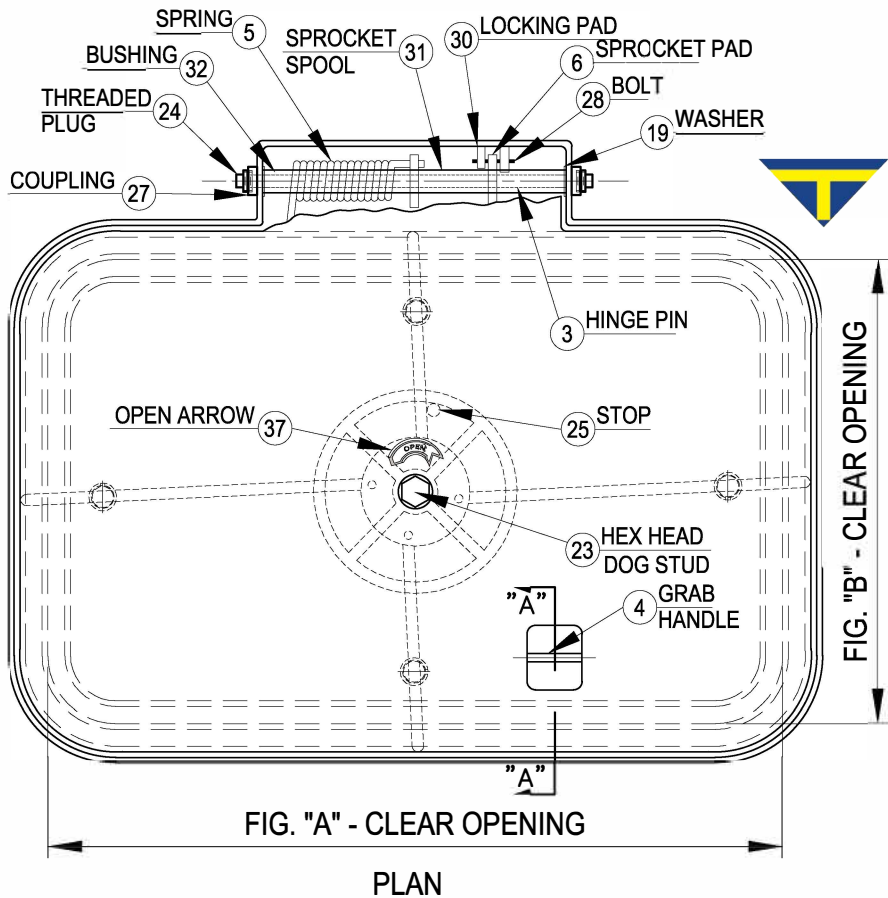 SPRING 5
SPROCKET
SPOOL 31
30 LOCKING PAD
6 SPROCKET PAD
BUSHING 32
28 BOLT
THREADED
PLUG 24
19 WASHER
COUPLING 27
T
3 HINGE PIN
OPEN ARROW 37
OPEN
25 STOP
23 HEX HEAD
DOG STUD
"A"
4 GRAB
HANDLE
"A"
FIG. "B" - CLEAR OPENING
FIG. "A" - CLEAR OPENING
PLAN